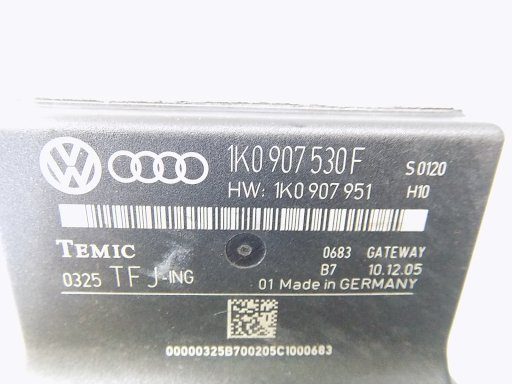 1K0 907 530 F S0120
HW: 1K0 907 951 H10
TEMIC 0683 GATEWAY
0325 TFJ-ING B7 10.12.05
01 Made in GERMANY
00000325B700205C1000683